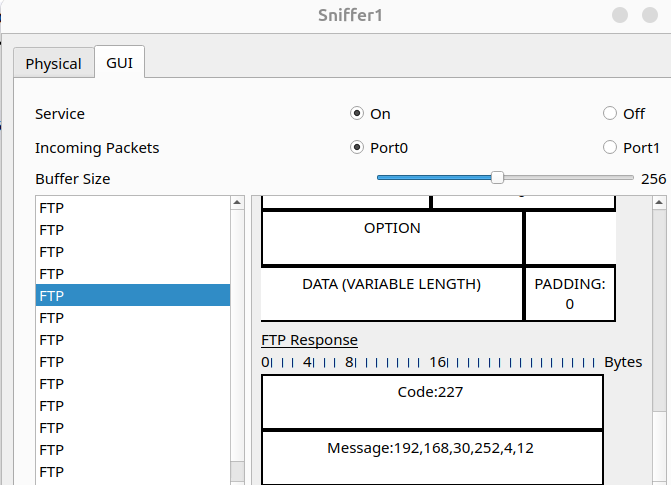 Sniffer1
Physical GUI
Service On Off
Incoming Packets Port0 Port1
Buffer Size 256
FTP
FTP
FTP
FTP
FTP
FTP
FTP
FTP
FTP
FTP
FTP
FTP
FTP
OPTION
DATA (VARIABLE LENGTH) PADDING:
0
FTP Response
0 4 8 16 Bytes
Code:227
Message:192,168,30,252,4,12